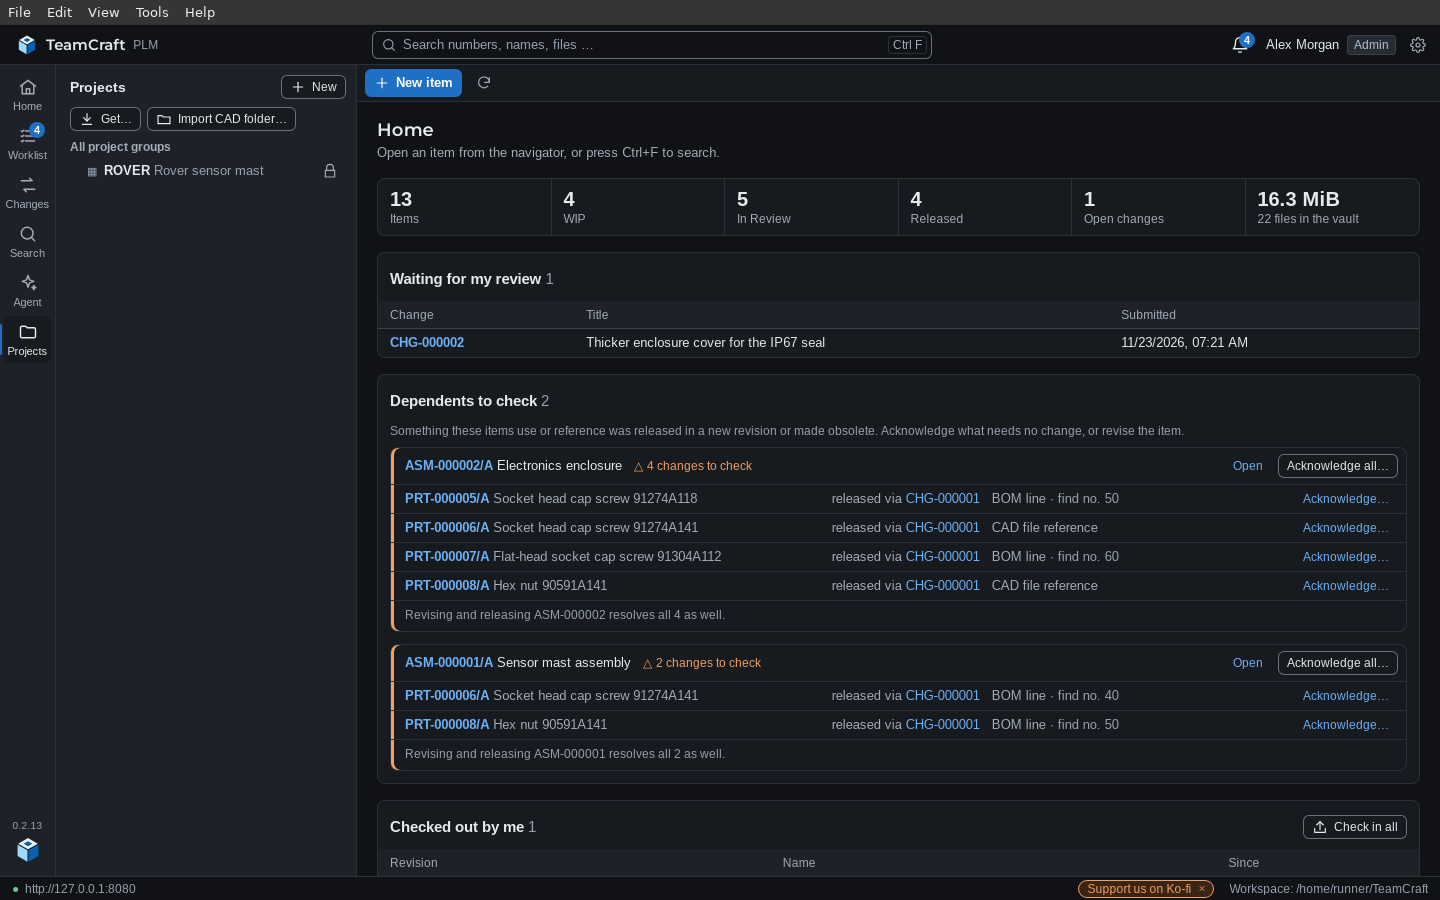 File Edit View Tools Help
TeamCraft PLM
Search numbers, names, files ... Ctrl F
4 Alex Morgan Admin
Home
4
Worklist
Changes
Search
Agent
Projects
0.2.13
Projects
New
Get... Import CAD folder...
All project groups
ROVER Rover sensor mast
New item
Home
Open an item from the navigator, or press Ctrl+F to search.
13 4 5 4 1 16.3 MiB
Items WIP In Review Released Open changes 22 files in the vault
Waiting for my review 1
Change Title Submitted
CHG-000002 Thicker enclosure cover for the IP67 seal 11/23/2026, 07:21 AM
Dependents to check 2
Something these items use or reference was released in a new revision or made obsolete. Acknowledge what needs no change, or revise the item.
ASM-000002/A Electronics enclosure △ 4 changes to check Open Acknowledge all...
PRT-000005/A Socket head cap screw 91274A118 released via CHG-000001 BOM line · find no. 50 Acknowledge...
PRT-000006/A Socket head cap screw 91274A141 released via CHG-000001 CAD file reference Acknowledge...
PRT-000007/A Flat-head socket cap screw 91304A112 released via CHG-000001 BOM line · find no. 60 Acknowledge...
PRT-000008/A Hex nut 90591A141 released via CHG-000001 CAD file reference Acknowledge...
Revising and releasing ASM-000002 resolves all 4 as well.
ASM-000001/A Sensor mast assembly △ 2 changes to check Open Acknowledge all...
PRT-000006/A Socket head cap screw 91274A141 released via CHG-000001 BOM line · find no. 40 Acknowledge...
PRT-000008/A Hex nut 90591A141 released via CHG-000001 BOM line · find no. 50 Acknowledge...
Revising and releasing ASM-000001 resolves all 2 as well.
Checked out by me 1 Check in all
Revision Name Since
http://127.0.0.1:8080 Support us on Ko-fi × Workspace: /home/runner/TeamCraft